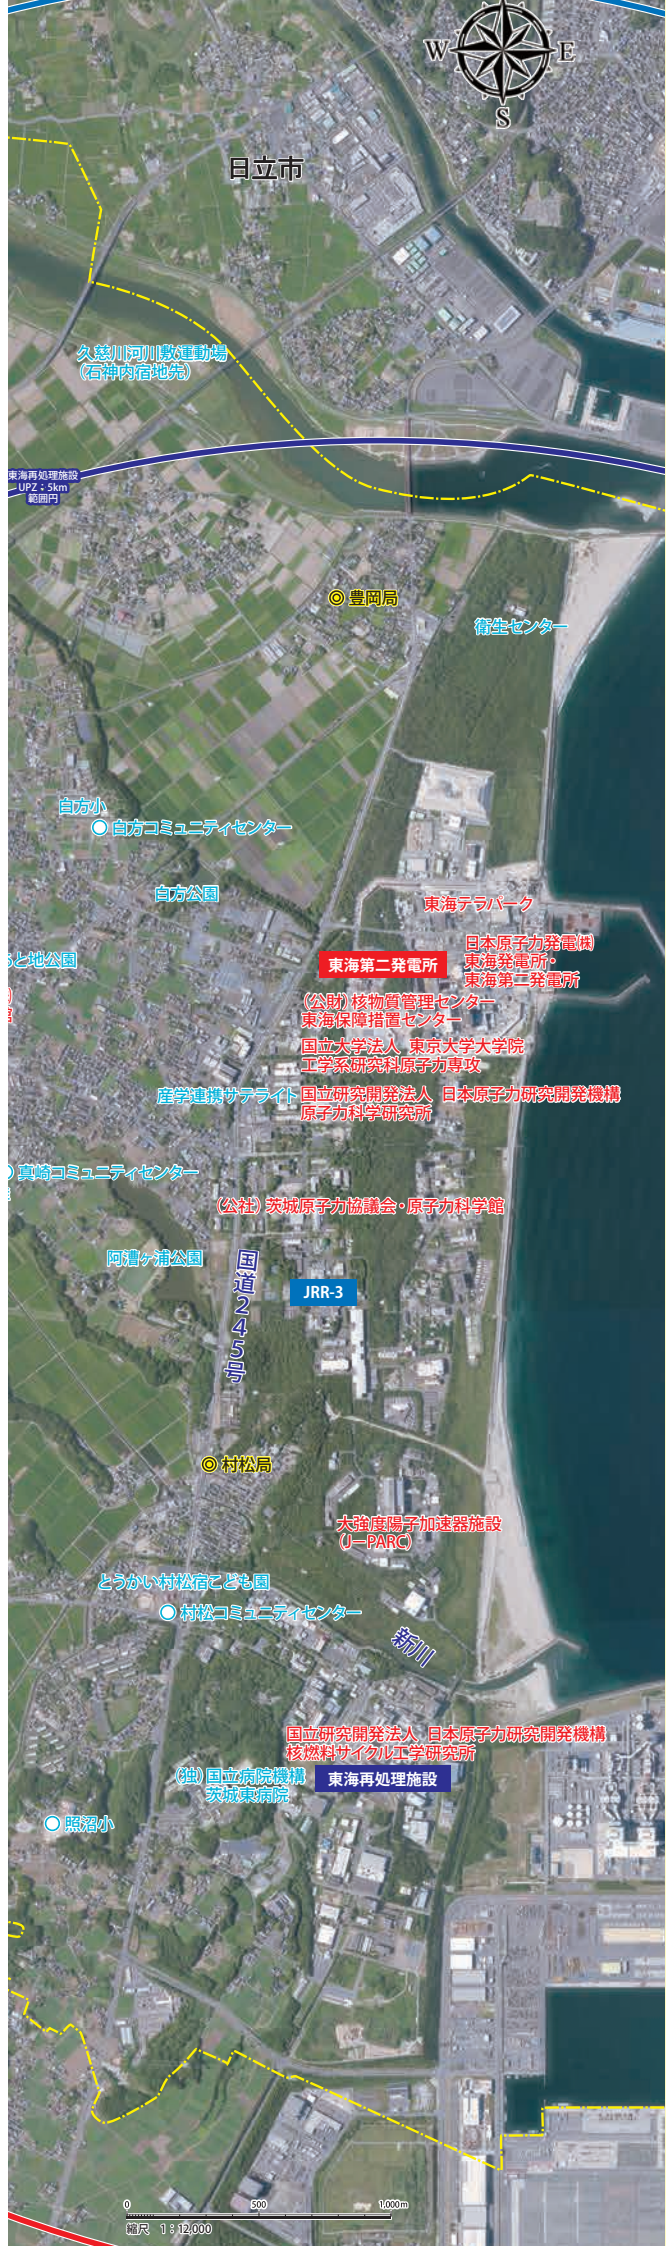 W E
S
日立市
久慈川河川敷運動場
(石神内宿地先)
東海再処理施設
UPZ：5km
範囲円
◎ 豊岡局
衛生センター
白方小
白方コミュニティセンター
白方公園
東海テラパーク
と地公園
東海第二発電所
日本原子力発電㈱
東海発電所・
東海第二発電所
(公財) 核物質管理センター
東海保障措置センター
国立大学法人 東京大学大学院
工学系研究科原子力専攻
産学連携サテライト
国立研究開発法人 日本原子力研究開発機構
原子力科学研究所
真崎コミュニティセンター
(公社) 茨城原子力協議会・原子力科学館
阿漕ヶ浦公園
国道245号
JRR-3
◎ 村松局
大強度陽子加速器施設
(J－PARC)
とうかい村松宿こども園
村松コミュニティセンター
新川
国立研究開発法人 日本原子力研究開発機構
核燃料サイクル工学研究所
(独) 国立病院機構
茨城東病院
東海再処理施設
照沼小
0 500 1,000m
縮尺 1：12,000